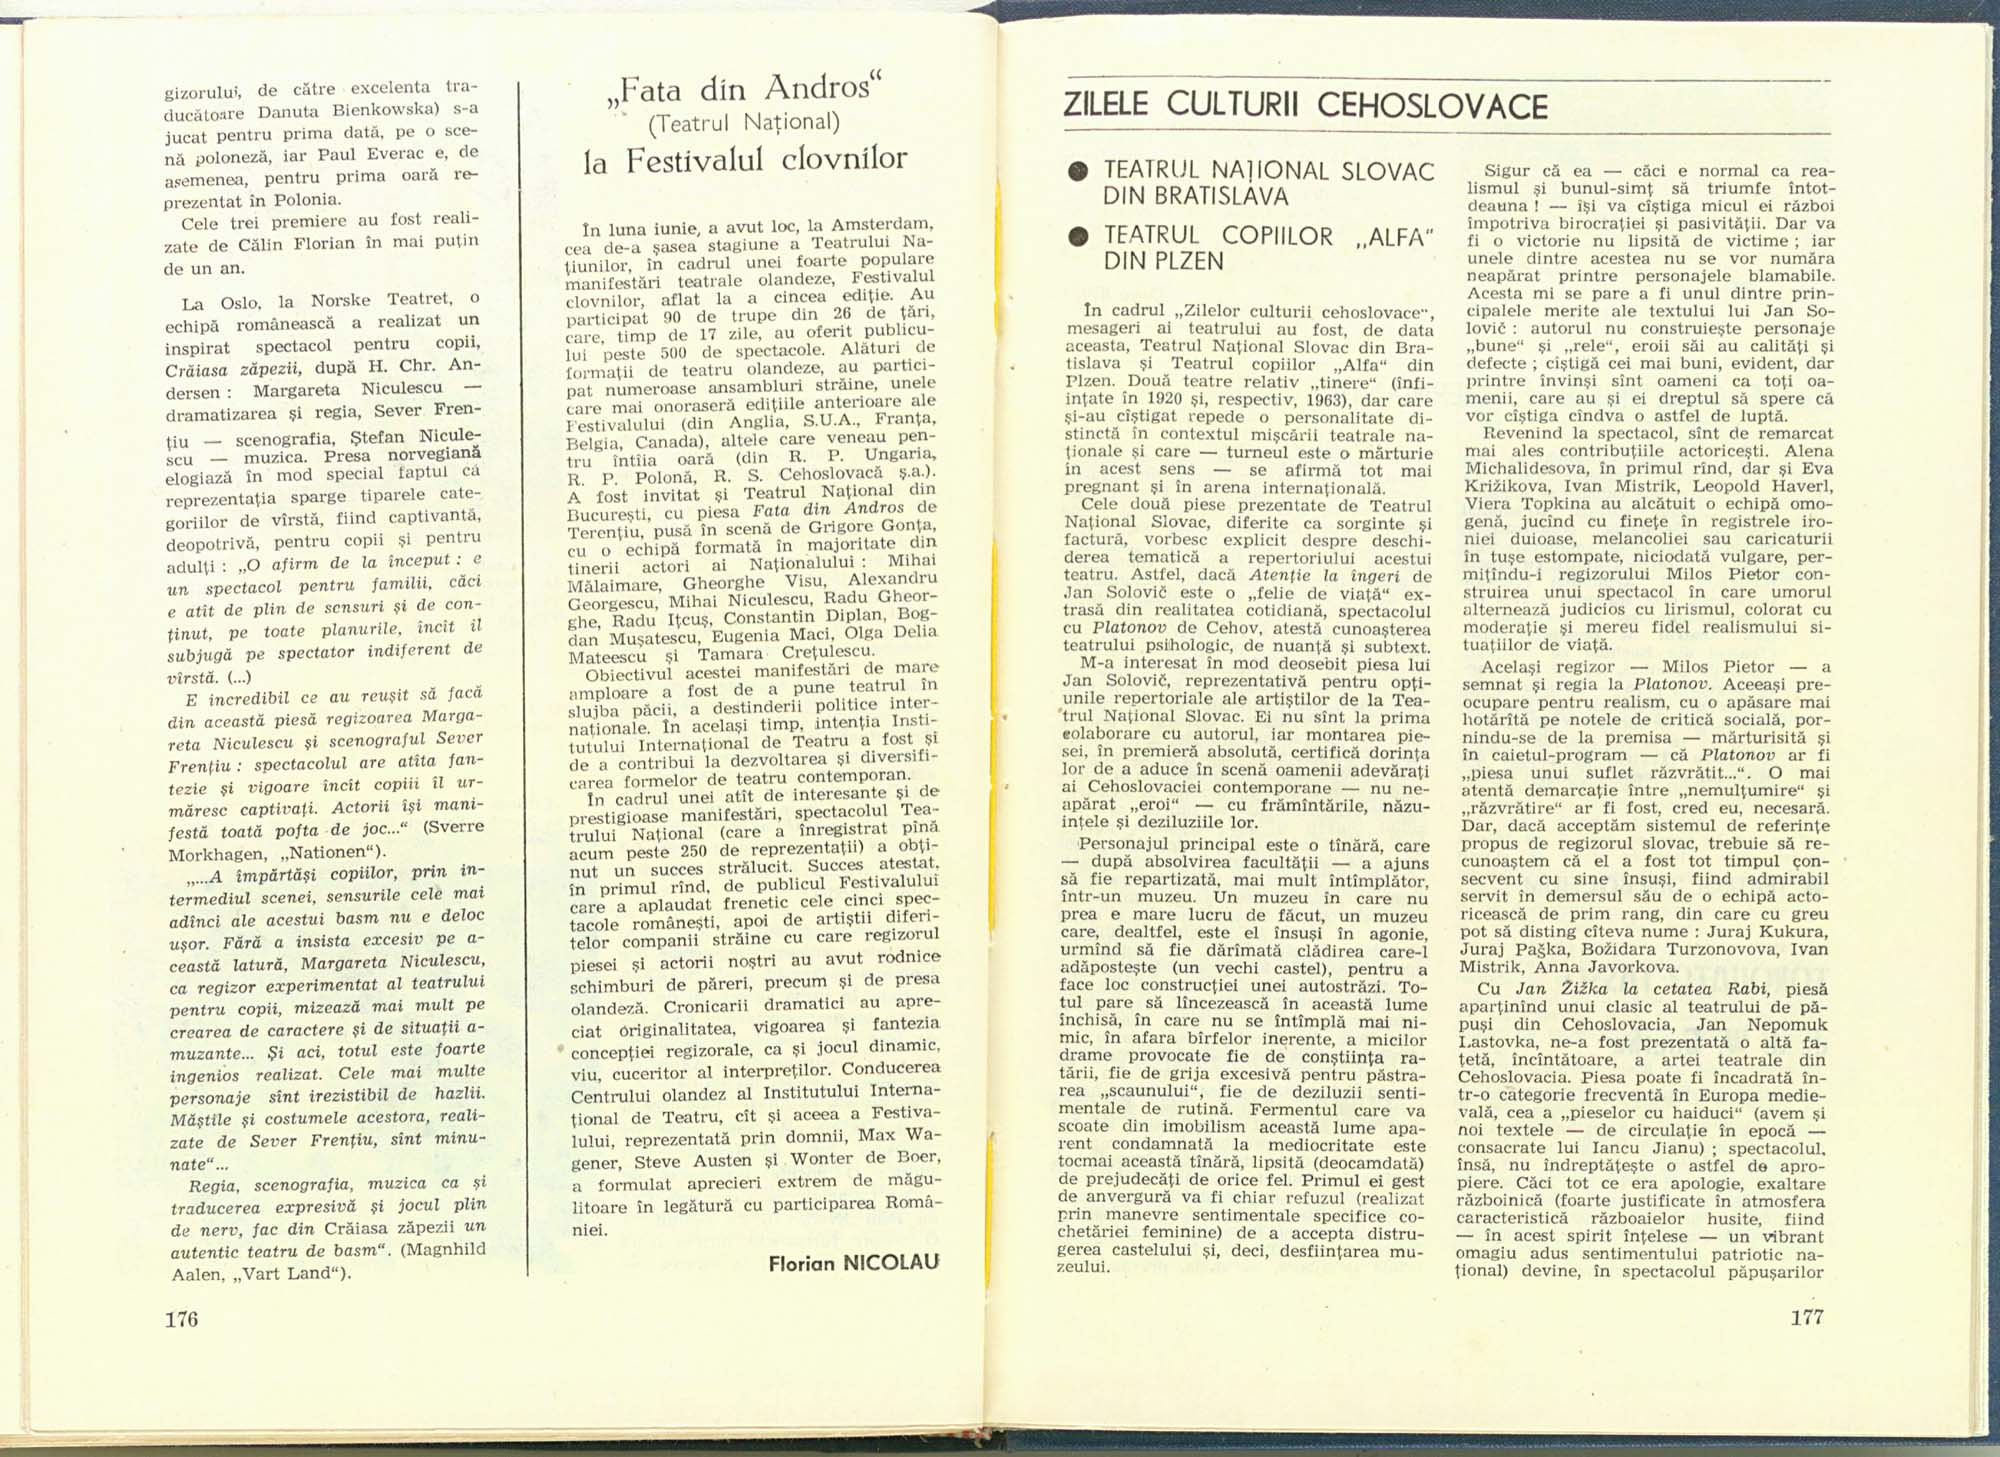 gizorului, de către excelenta tra-
ducătoare Danuta Bienkowska) s-a
jucat pentru prima dată, pe o sce-
nă poloneză, iar Paul Everac e, de
asemenea, pentru prima oară re-
prezentat în Polonia.
Cele trei premiere au fost reali-
zate de Călin Florian în mai puțin
de un an.
La Oslo, la Norske Teatret, o
echipă românească a realizat un
inspirat spectacol pentru copii,
Crăiasa zăpezii, după H. Chr. An-
dersen : Margareta Niculescu —
dramatizarea și regia, Sever Fren-
țiu — scenografia, Ștefan Nicule-
scu — muzica. Presa norvegiană
elogiază în mod special faptul că
reprezentația sparge tiparele cate-
goriilor de vîrstă, fiind captivantă,
deopotrivă, pentru copii și pentru
adulți : „O afirm de la început : e
un spectacol pentru familii, căci
e atît de plin de sensuri și de con-
ținut, pe toate planurile, încît îl
subjugă pe spectator indiferent de
vîrstă. (...)
E incredibil ce au reușit să facă
din această piesă regizoarea Marga-
reta Niculescu și scenograful Sever
Frențiu : spectacolul are atîta fan-
tezie și vigoare încît copiii îl ur-
măresc captivați. Actorii își mani-
festă toată pofta de joc...“ (Sverre
Morkhagen, „Nationen“).
„...A împărtăși copiilor, prin in-
termediul scenei, sensurile cele mai
adînci ale acestui basm nu e deloc
ușor. Fără a insista excesiv pe a-
ceastă latură, Margareta Niculescu,
ca regizor experimentat al teatrului
pentru copii, mizează mai mult pe
crearea de caractere și de situații a-
muzante... Și aci, totul este foarte
ingenios realizat. Cele mai multe
personaje sînt irezistibil de hazlii.
Măștile și costumele acestora, reali-
zate de Sever Frențiu, sînt minu-
nate“...
Regia, scenografia, muzica ca și
traducerea expresivă și jocul plin
de nerv, fac din Crăiasa zăpezii un
autentic teatru de basm“. (Magnhild
Aalen, „Vart Land“).
176
„Fata din Andros“
(Teatrul Național)
la Festivalul clovnilor
În luna iunie, a avut loc, la Amsterdam,
cea de-a șasea stagiune a Teatrului Na-
țiunilor, în cadrul unei foarte populare
manifestări teatrale olandeze, Festivalul
clovnilor, aflat la a cincea ediție. Au
participat 90 de trupe din 26 de țări,
care, timp de 17 zile, au oferit publicu-
lui peste 500 de spectacole. Alături de
formații de teatru olandeze, au partici-
pat numeroase ansambluri străine, unele
care mai onoraseră edițiile anterioare ale
Festivalului (din Anglia, S.U.A., Franța,
Belgia, Canada), altele care veneau pen-
tru întîia oară (din R. P. Ungaria,
R. P. Polonă, R. S. Cehoslovacă ș.a.).
A fost invitat și Teatrul Național din
București, cu piesa Fata din Andros de
Terențiu, pusă în scenă de Grigore Gonța,
cu o echipă formată în majoritate din
tinerii actori ai Naționalului : Mihai
Mălaimare, Gheorghe Visu, Alexandru
Georgescu, Mihai Niculescu, Radu Gheor-
ghe, Radu Ițcuș, Constantin Diplan, Bog-
dan Mușatescu, Eugenia Maci, Olga Delia
Mateescu și Tamara Crețulescu.
Obiectivul acestei manifestări de mare
amploare a fost de a pune teatrul în
slujba păcii, a destinderii politice inter-
naționale. În același timp, intenția Insti-
tutului Internațional de Teatru a fost și
de a contribui la dezvoltarea și diversifi-
carea formelor de teatru contemporan.
În cadrul unei atît de interesante și de
prestigioase manifestări, spectacolul Tea-
trului Național (care a înregistrat pînă
acum peste 250 de reprezentații) a obți-
nut un succes strălucit. Succes atestat,
în primul rînd, de publicul Festivalului
care a aplaudat frenetic cele cinci spec-
tacole românești, apoi de artiștii diferi-
telor companii străine cu care regizorul
piesei și actorii noștri au avut rodnice
schimburi de păreri, precum și de presa
olandeză. Cronicarii dramatici au apre-
ciat originalitatea, vigoarea și fantezia
concepției regizorale, ca și jocul dinamic,
viu, cuceritor al interpreților. Conducerea
Centrului olandez al Institutului Interna-
țional de Teatru, cît și aceea a Festiva-
lului, reprezentată prin domnii, Max Wa-
gener, Steve Austen și Wonter de Boer,
a formulat aprecieri extrem de măgu-
litoare în legătură cu participarea Româ-
niei.
Florian NICOLAU
ZILELE CULTURII CEHOSLOVACE
● TEATRUL NAȚIONAL SLOVAC
DIN BRATISLAVA
● TEATRUL COPIILOR „ALFA"
DIN PLZEN
În cadrul „Zilelor culturii cehoslovace“,
mesageri ai teatrului au fost, de data
aceasta, Teatrul Național Slovac din Bra-
tislava și Teatrul copiilor „Alfa“ din
Plzen. Două teatre relativ „tinere“ (înfi-
ințate în 1920 și, respectiv, 1963), dar care
și-au cîștigat repede o personalitate di-
stinctă în contextul mișcării teatrale na-
ționale și care — turneul este o mărturie
în acest sens — se afirmă tot mai
pregnant și în arena internațională.
Cele două piese prezentate de Teatrul
Național Slovac, diferite ca sorginte și
factură, vorbesc explicit despre deschi-
derea tematică a repertoriului acestui
teatru. Astfel, dacă Atenție la îngeri de
Jan Solovič este o „felie de viață“ ex-
trasă din realitatea cotidiană, spectacolul
cu Platonov de Cehov, atestă cunoașterea
teatrului psihologic, de nuanță și subtext.
M-a interesat în mod deosebit piesa lui
Jan Solovič, reprezentativă pentru opți-
unile repertoriale ale artiștilor de la Tea-
trul Național Slovac. Ei nu sînt la prima
colaborare cu autorul, iar montarea pie-
sei, în premieră absolută, certifică dorința
lor de a aduce în scenă oamenii adevărați
ai Cehoslovaciei contemporane — nu ne-
apărat „eroi“ — cu frămîntările, năzu-
ințele și deziluziile lor.
Personajul principal este o tînără, care
— după absolvirea facultății — a ajuns
să fie repartizată, mai mult întîmplător,
într-un muzeu. Un muzeu în care nu
prea e mare lucru de făcut, un muzeu
care, dealtfel, este el însuși în agonie,
urmînd să fie dărîmată clădirea care-l
adăpostește (un vechi castel), pentru a
face loc construcției unei autostrăzi. To-
tul pare să lîncezească în această lume
închisă, în care nu se întîmplă mai ni-
mic, în afara bîrfelor inerente, a micilor
drame provocate fie de conștiința ra-
tării, fie de grija excesivă pentru păstra-
rea „scaunului“, fie de deziluzii senti-
mentale de rutină. Fermentul care va
scoate din imobilism această lume apa-
rent condamnată la mediocritate este
tocmai această tînără, lipsită (deocamdată)
de prejudecăți de orice fel. Primul ei gest
de anvergură va fi chiar refuzul (realizat
prin manevre sentimentale specifice co-
chetăriei feminine) de a accepta distru-
gerea castelului și, deci, desființarea mu-
zeului.
Sigur că ea — căci e normal ca rea-
lismul și bunul-simț să triumfe întot-
deauna ! — își va cîștiga micul ei război
împotriva birocrației și pasivității. Dar va
fi o victorie nu lipsită de victime ; iar
unele dintre acestea nu se vor număra
neapărat printre personajele blamabile.
Acesta mi se pare a fi unul dintre prin-
cipalele merite ale textului lui Jan So-
lovič : autorul nu construiește personaje
„bune“ și „rele“, eroii săi au calități și
defecte ; cîștigă cei mai buni, evident, dar
printre învinși sînt oameni ca toți oa-
menii, care au și ei dreptul să spere că
vor cîștiga cîndva o astfel de luptă.
Revenind la spectacol, sînt de remarcat
mai ales contribuțiile actoricești. Alena
Michalidesova, în primul rînd, dar și Eva
Križikova, Ivan Mistrik, Leopold Haverl,
Viera Topkina au alcătuit o echipă omo-
genă, jucînd cu finețe în registrele iro-
niei duioase, melancoliei sau caricaturii
în tușe estompate, niciodată vulgare, per-
mițîndu-i regizorului Milos Pietor con-
struirea unui spectacol în care umorul
alternează judicios cu lirismul, colorat cu
moderație și mereu fidel realismului si-
tuațiilor de viață.
Același regizor — Milos Pietor — a
semnat și regia la Platonov. Aceeași pre-
ocupare pentru realism, cu o apăsare mai
hotărîtă pe notele de critică socială, por-
nindu-se de la premisa — mărturisită și
în caietul-program — că Platonov ar fi
„piesa unui suflet răzvrătit...“. O mai
atentă demarcație între „nemulțumire“ și
„răzvrătire“ ar fi fost, cred eu, necesară.
Dar, dacă acceptăm sistemul de referințe
propus de regizorul slovac, trebuie să re-
cunoaștem că el a fost tot timpul con-
secvent cu sine însuși, fiind admirabil
servit în demersul său de o echipă acto-
ricească de prim rang, din care cu greu
pot să disting cîteva nume : Juraj Kukura,
Juraj Paška, Božidara Turzonovova, Ivan
Mistrik, Anna Javorkova.
Cu Jan Žižka la cetatea Rabi, piesă
aparținînd unui clasic al teatrului de pă-
puși din Cehoslovacia, Jan Nepomuk
Lastovka, ne-a fost prezentată o altă fa-
țetă, încîntătoare, a artei teatrale din
Cehoslovacia. Piesa poate fi încadrată în-
tr-o categorie frecventă în Europa medie-
vală, cea a „pieselor cu haiduci“ (avem și
noi textele — de circulație în epocă —
consacrate lui Iancu Jianu) ; spectacolul,
însă, nu îndreptățește o astfel de apro-
piere. Căci tot ce era apologie, exaltare
războinică (foarte justificate în atmosfera
caracteristică războaielor husite, fiind
— în acest spirit înțelese — un vibrant
omagiu adus sentimentului patriotic na-
țional) devine, în spectacolul păpușarilor
177